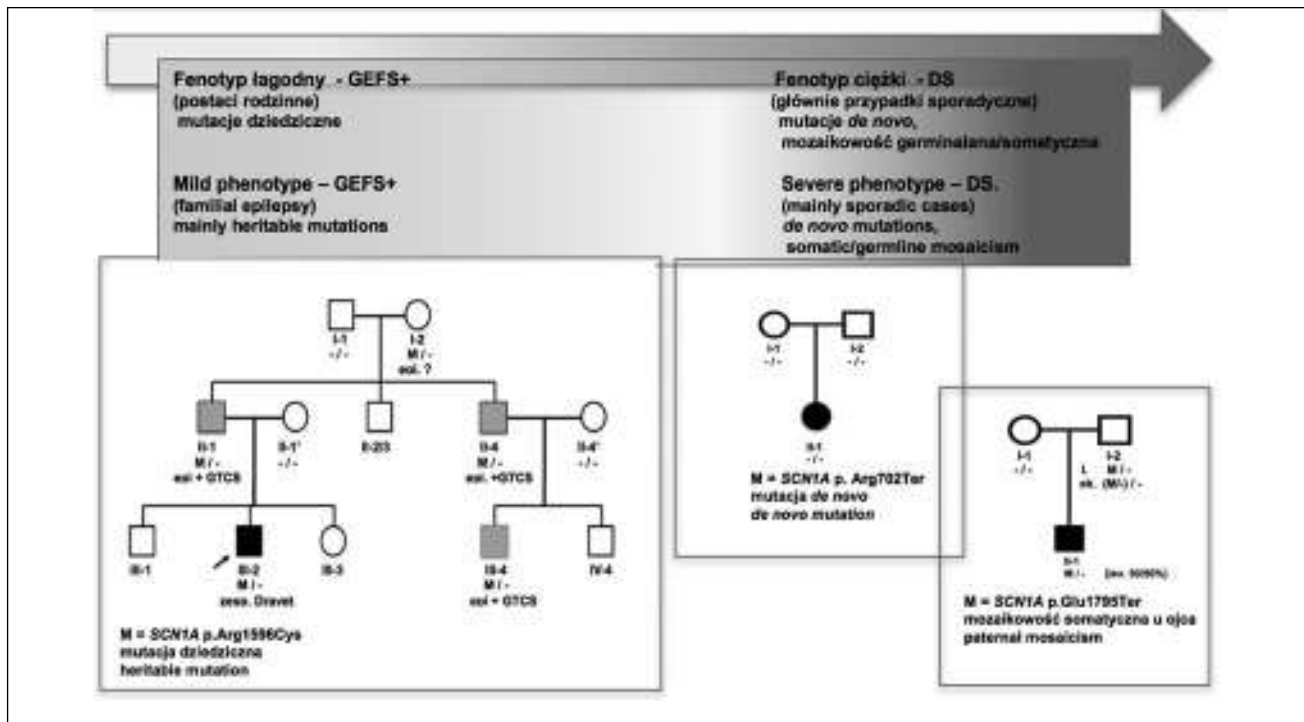 Fenotyp łagodny - GEFS+
(postaci rodzinne)
mutacje dziedziczne
Mild phenotype – GEFS+
(familial epilepsy)
mainly heritable mutations
Fenotyp ciężki - DS
(głównie przypadki sporadyczne)
mutacje de novo,
mozaikowość germinalana/somatyczna
Severe phenotype – DS.
(mainly sporadic cases)
de novo mutations,
somatic/germline mosaicism
I-1
- / -
I-2
M / -
epi. ?
II-1
M / -
epi + GTCS
II-1*
- / -
II-2/3
II-4
M / -
epi. +GTCS
II-4*
- / -
III-1
III-2
M / -
zesp. Dravet
III-3
III-4
M / -
epi + GTCS
IV-4
M = SCN1A p.Arg1596Cys
mutacja dziedziczna
heritable mutation
I-1
- / -
I-2
- / -
II-1
- / -
M = SCN1A p. Arg702Ter
mutacja de novo
de novo mutation
I-1
- / -
I-2
M / -
(M/-) / -
II-1
M / -
M = SCN1A p.Glu1795Ter
mozaikowość somatyczna u ojca
paternal mosaicism